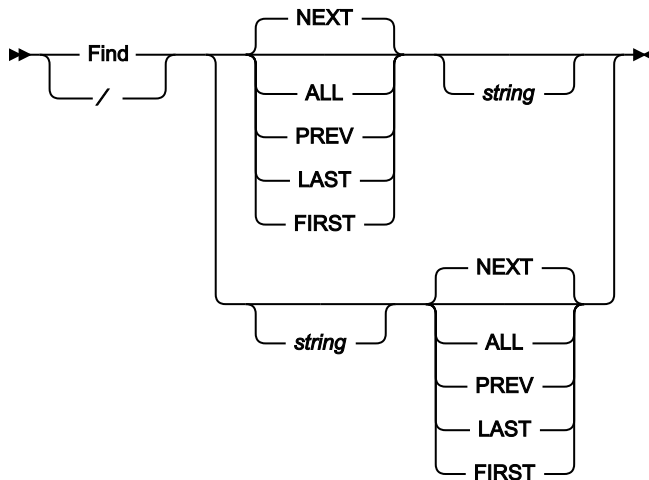 NEXT
Find
/
ALL
string
PREV
LAST
FIRST
NEXT
string
ALL
PREV
LAST
FIRST